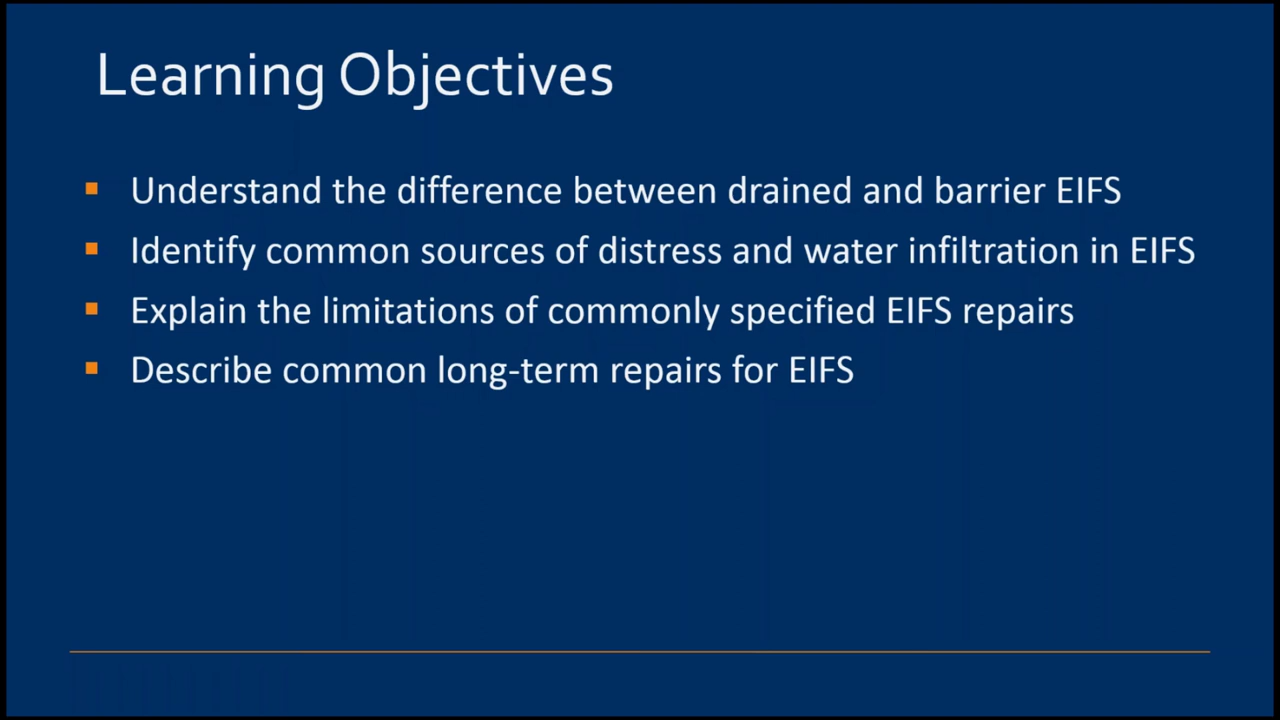 Learning Objectives
Understand the difference between drained and barrier EIFS
Identify common sources of distress and water infiltration in EIFS
Explain the limitations of commonly specified EIFS repairs
Describe common long-term repairs for EIFS